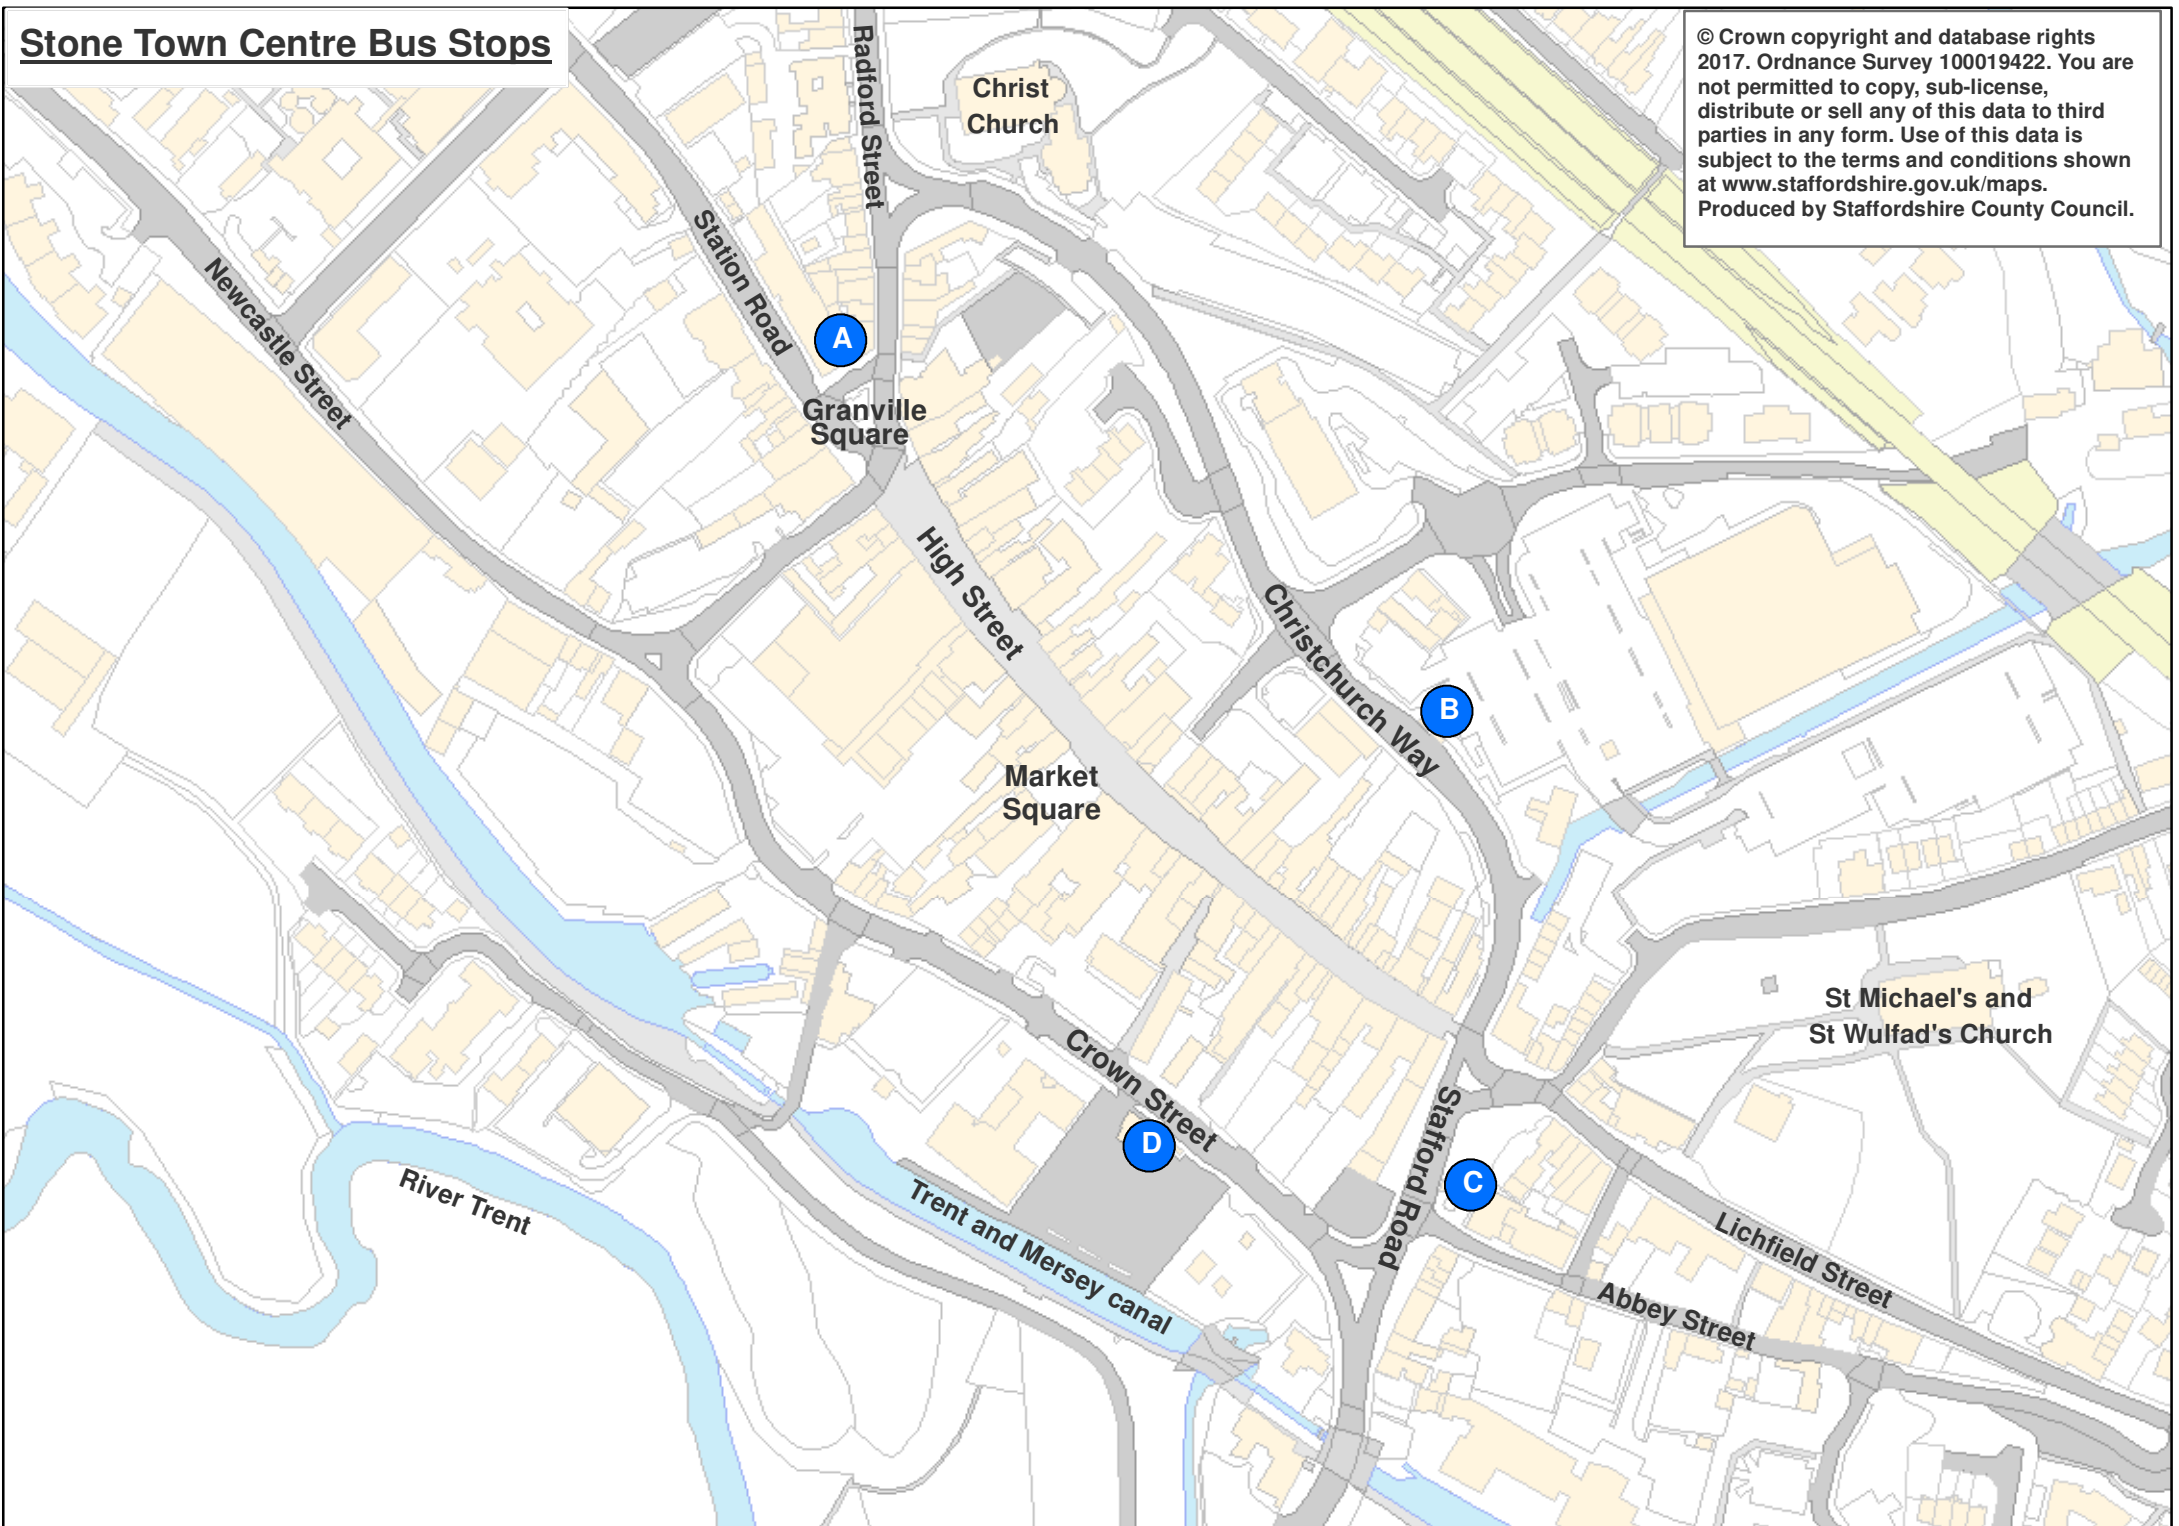 Stone Town Centre Bus Stops
© Crown copyright and database rights
2017. Ordnance Survey 100019422. You are
not permitted to copy, sub-license,
distribute or sell any of this data to third
parties in any form. Use of this data is
subject to the terms and conditions shown
at www.staffordshire.gov.uk/maps.
Produced by Staffordshire County Council.
Radford Street
Christ
Church
Station Road
Newcastle Street
A
Granville
Square
High Street
Christchurch Way
B
Market
Square
St Michael's and
St Wulfad's Church
Crown Street
D
Stafford Road
C
River Trent
Trent and Mersey canal
Lichfield Street
Abbey Street